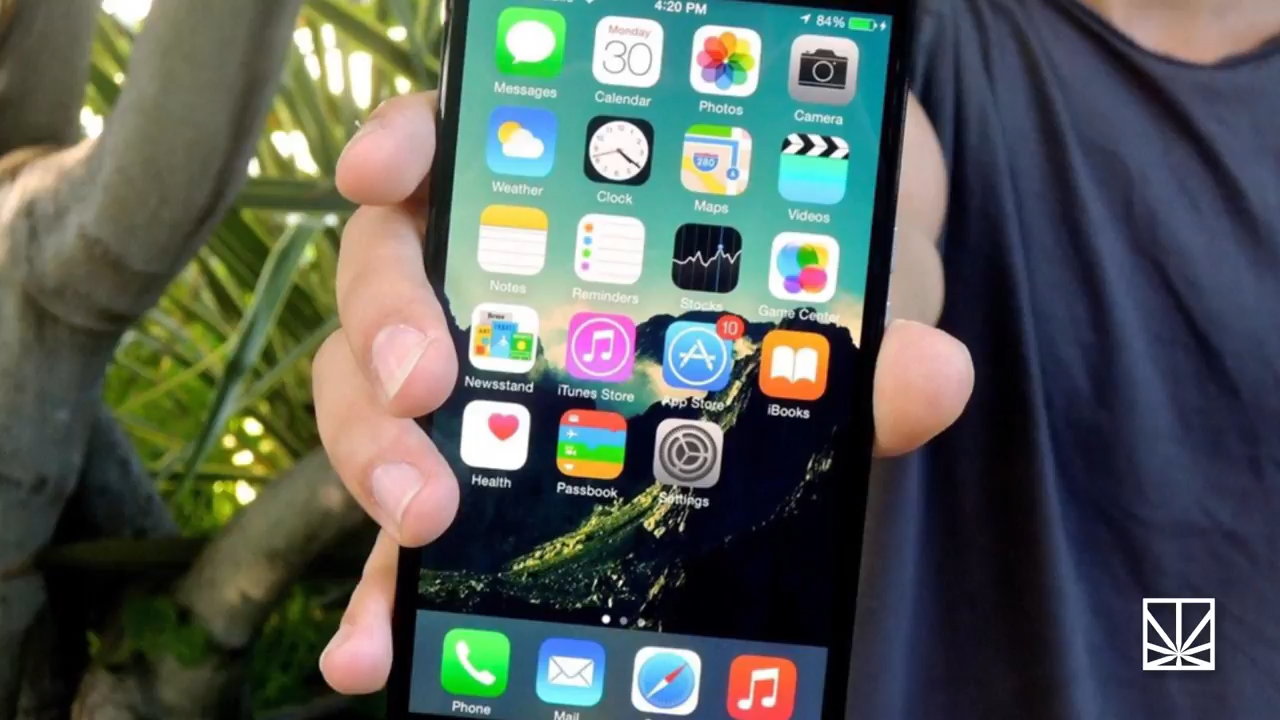 4:20 PM 84%
Monday
30
Messages Calendar Photos Camera
280
Weather Clock Maps Videos
Notes Reminders Stocks Game Center
10
Newsstand iTunes Store App Store iBooks
Health Passbook Settings
Phone Mail